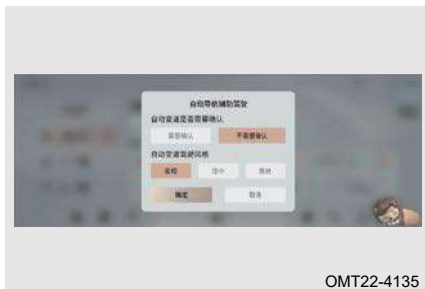 自动导航辅助驾驶
自动变道是否需要确认
需要确认 不需要确认
自动变道驾驶风格
适中 激进
确定 取消
OMT22-4135